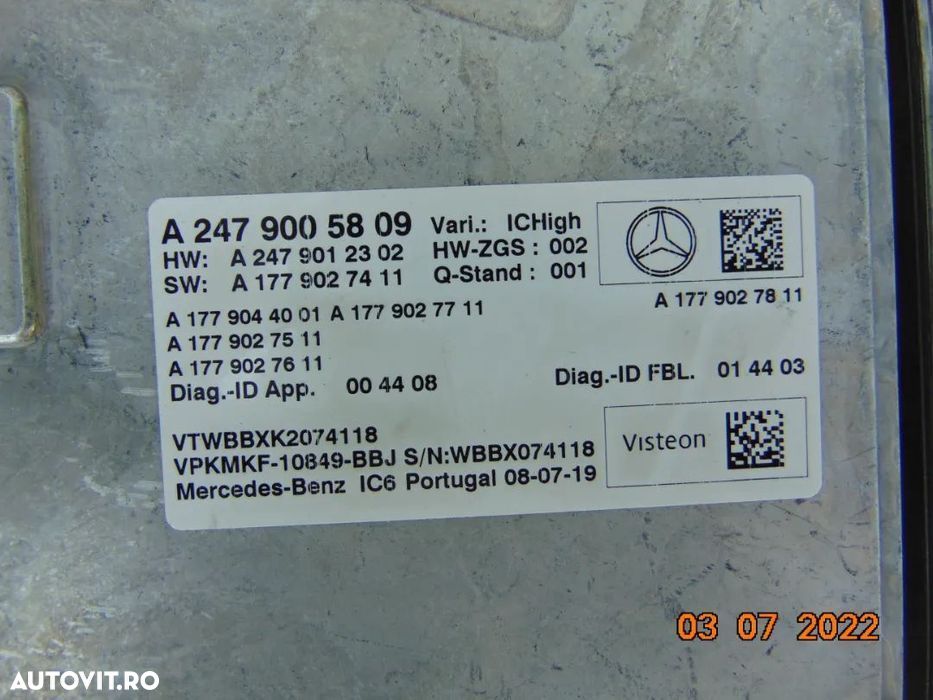 A 247 900 58 09 Vari.: ICHigh
HW: A 247 901 23 02 HW-ZGS : 002
SW: A 177 902 74 11 Q-Stand : 001
A 177 904 40 01 A 177 902 77 11 A 177 902 78 11
A 177 902 75 11
A 177 902 76 11
Diag.-ID App. 00 44 08 Diag.-ID FBL. 01 44 03
VTWBBXK2074118
VPKMKF-10849-BBJ S/N:WBBX074118 Visteon
Mercedes-Benz IC6 Portugal 08-07-19
03 07 2022
AUTOVIT.RO